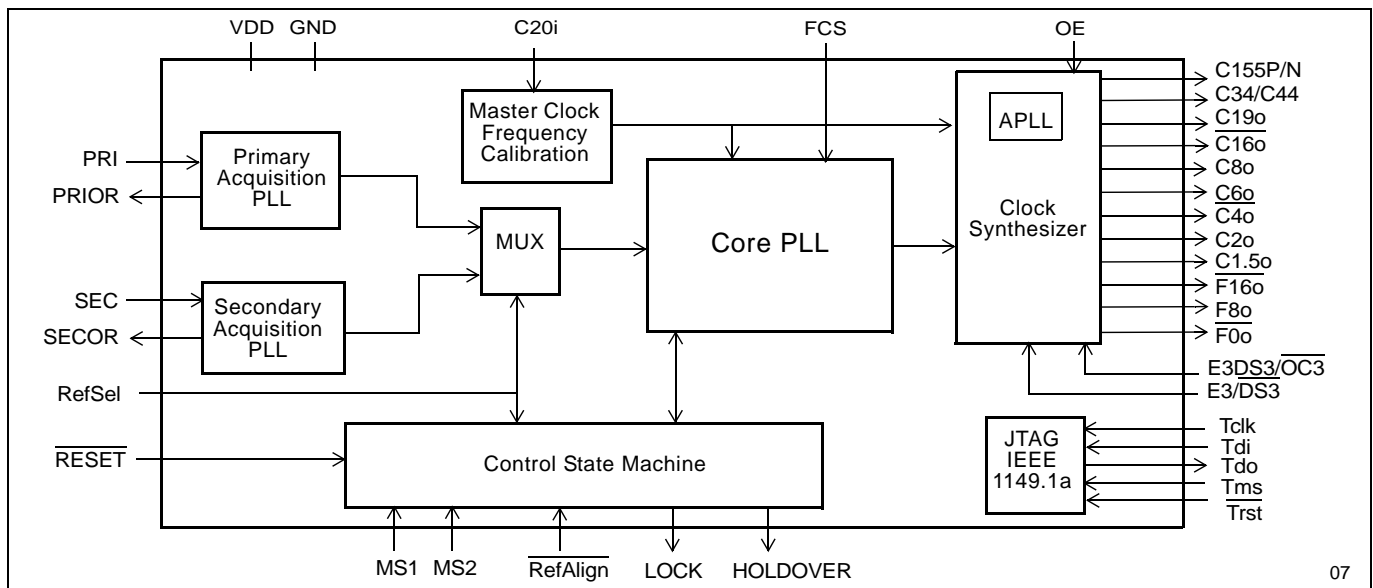 VDD GND C20i FCS OE
Master Clock
Frequency
Calibration
APLL
Clock
Synthesizer
C155P/N
C34/C44
C19o
C16o
C8o
C6o
C4o
C2o
C1.5o
F16o
F8o
F0o
PRI
PRIOR
Primary
Acquisition
PLL
MUX
Core PLL
SEC
SECOR
Secondary
Acquisition
PLL
E3DS3/OC3
E3/DS3
RefSel
RESET
Control State Machine
JTAG
IEEE
1149.1a
Tclk
Tdi
Tdo
Tms
Trst
MS1 MS2 RefAlign LOCK HOLDOVER
07